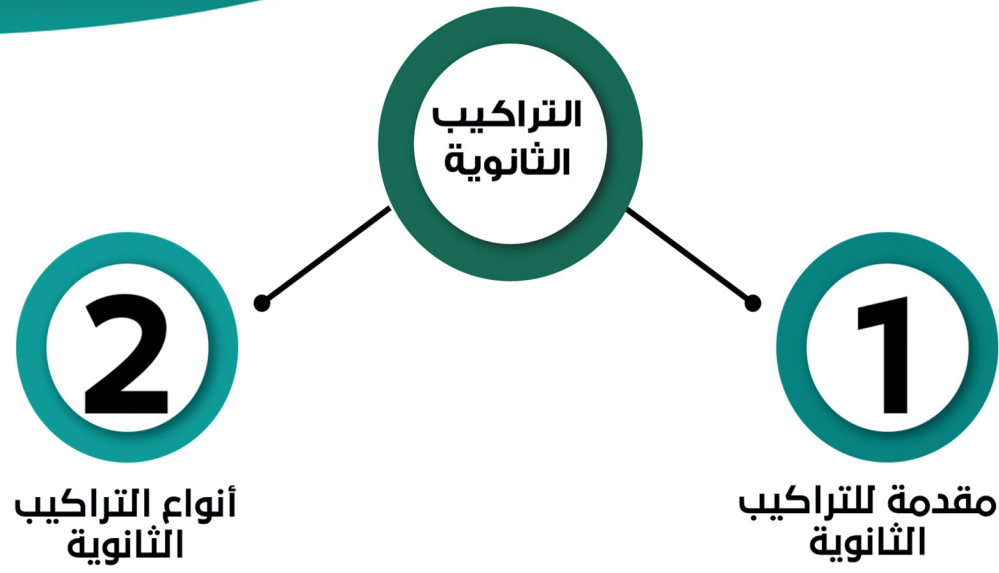 التراكيب
الثانوية
1
مقدمة للتراكيب
الثانوية
2
أنواع التراكيب
الثانوية